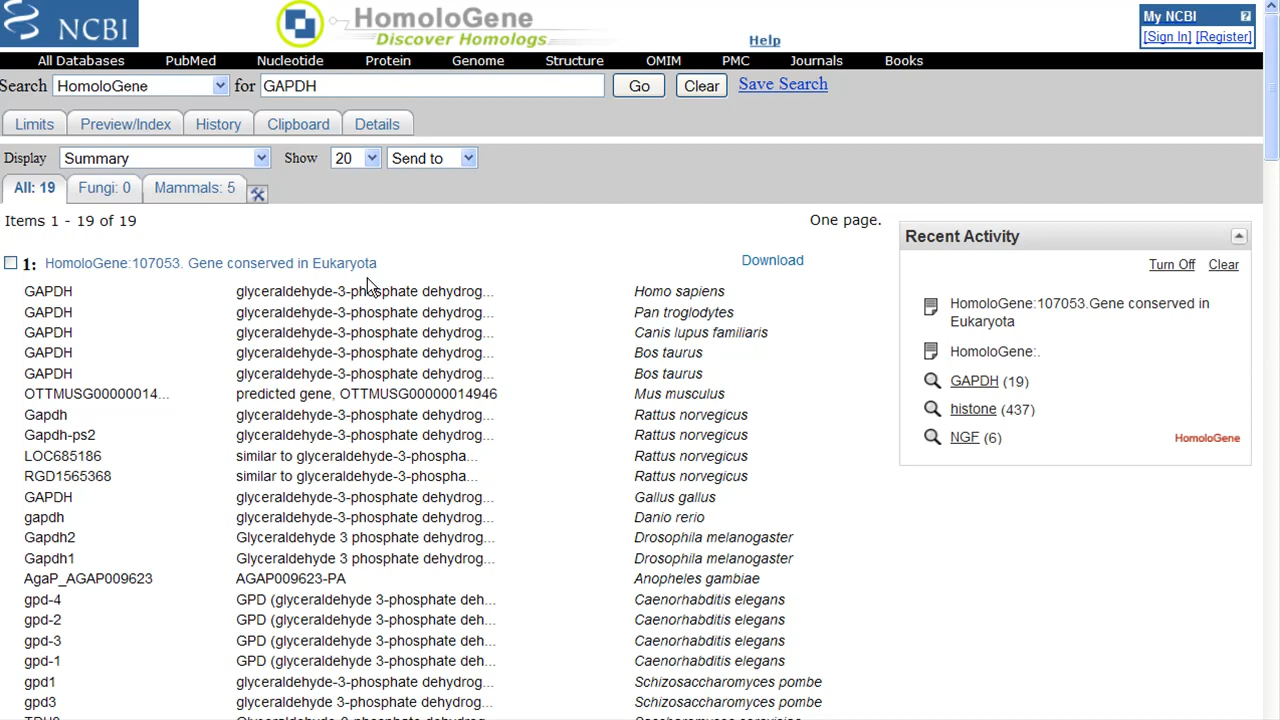 NCBI
HomoloGene
Discover Homologs
Help
My NCBI ?
[Sign In] [Register]
All Databases PubMed Nucleotide Protein Genome Structure OMIM PMC Journals Books
Search HomoloGene for GAPDH Go Clear Save Search
Limits Preview/Index History Clipboard Details
Display Summary Show 20 Send to
All: 19 Fungi: 0 Mammals: 5
Items 1 - 19 of 19 One page.
1: HomoloGene:107053. Gene conserved in Eukaryota Download
GAPDH glyceraldehyde-3-phosphate dehydrog... Homo sapiens
GAPDH glyceraldehyde-3-phosphate dehydrog... Pan troglodytes
GAPDH glyceraldehyde-3-phosphate dehydrog... Canis lupus familiaris
GAPDH glyceraldehyde-3-phosphate dehydrog... Bos taurus
GAPDH glyceraldehyde-3-phosphate dehydrog... Bos taurus
OTTMUSG00000014... predicted gene, OTTMUSG00000014946 Mus musculus
Gapdh glyceraldehyde-3-phosphate dehydrog... Rattus norvegicus
Gapdh-ps2 glyceraldehyde-3-phosphate dehydrog... Rattus norvegicus
LOC685186 similar to glyceraldehyde-3-phospha... Rattus norvegicus
RGD1565368 similar to glyceraldehyde-3-phospha... Rattus norvegicus
GAPDH glyceraldehyde-3-phosphate dehydrog... Gallus gallus
gapdh glyceraldehyde-3-phosphate dehydrog... Danio rerio
Gapdh2 Glyceraldehyde 3 phosphate dehydrog... Drosophila melanogaster
Gapdh1 Glyceraldehyde 3 phosphate dehydrog... Drosophila melanogaster
AgaP_AGAP009623 AGAP009623-PA Anopheles gambiae
gpd-4 GPD (glyceraldehyde 3-phosphate deh... Caenorhabditis elegans
gpd-2 GPD (glyceraldehyde 3-phosphate deh... Caenorhabditis elegans
gpd-3 GPD (glyceraldehyde 3-phosphate deh... Caenorhabditis elegans
gpd-1 GPD (glyceraldehyde 3-phosphate deh... Caenorhabditis elegans
gpd1 glyceraldehyde-3-phosphate dehydrog... Schizosaccharomyces pombe
gpd3 glyceraldehyde 3-phosphate dehydrog... Schizosaccharomyces pombe
Recent Activity
Turn Off Clear
HomoloGene:107053.Gene conserved in
Eukaryota
HomoloGene:.
GAPDH (19)
histone (437)
NGF (6) HomoloGene